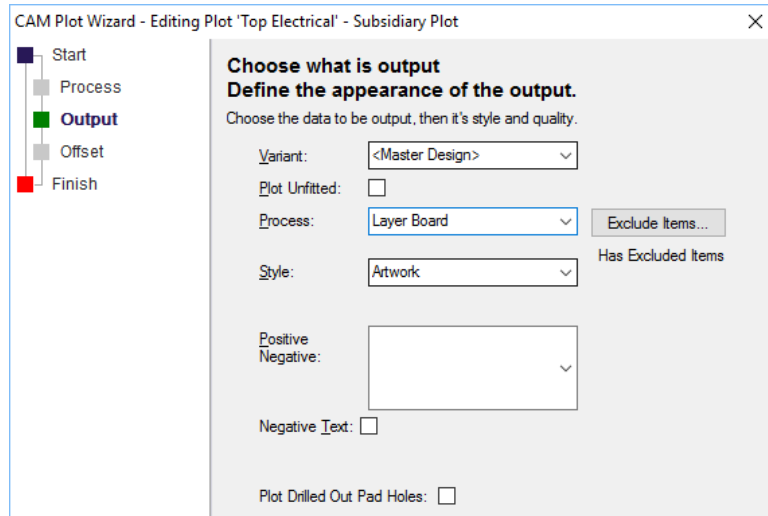 CAM Plot Wizard - Editing Plot 'Top Electrical' - Subsidiary Plot
Start
Process
Output
Offset
Finish
Choose what is output
Define the appearance of the output.
Choose the data to be output, then it's style and quality.
Variant: <Master Design>
Plot Unfitted:
Process: Layer Board Exclude Items...
Has Excluded Items
Style: Artwork
Positive
Negative:
Negative Text:
Plot Drilled Out Pad Holes: